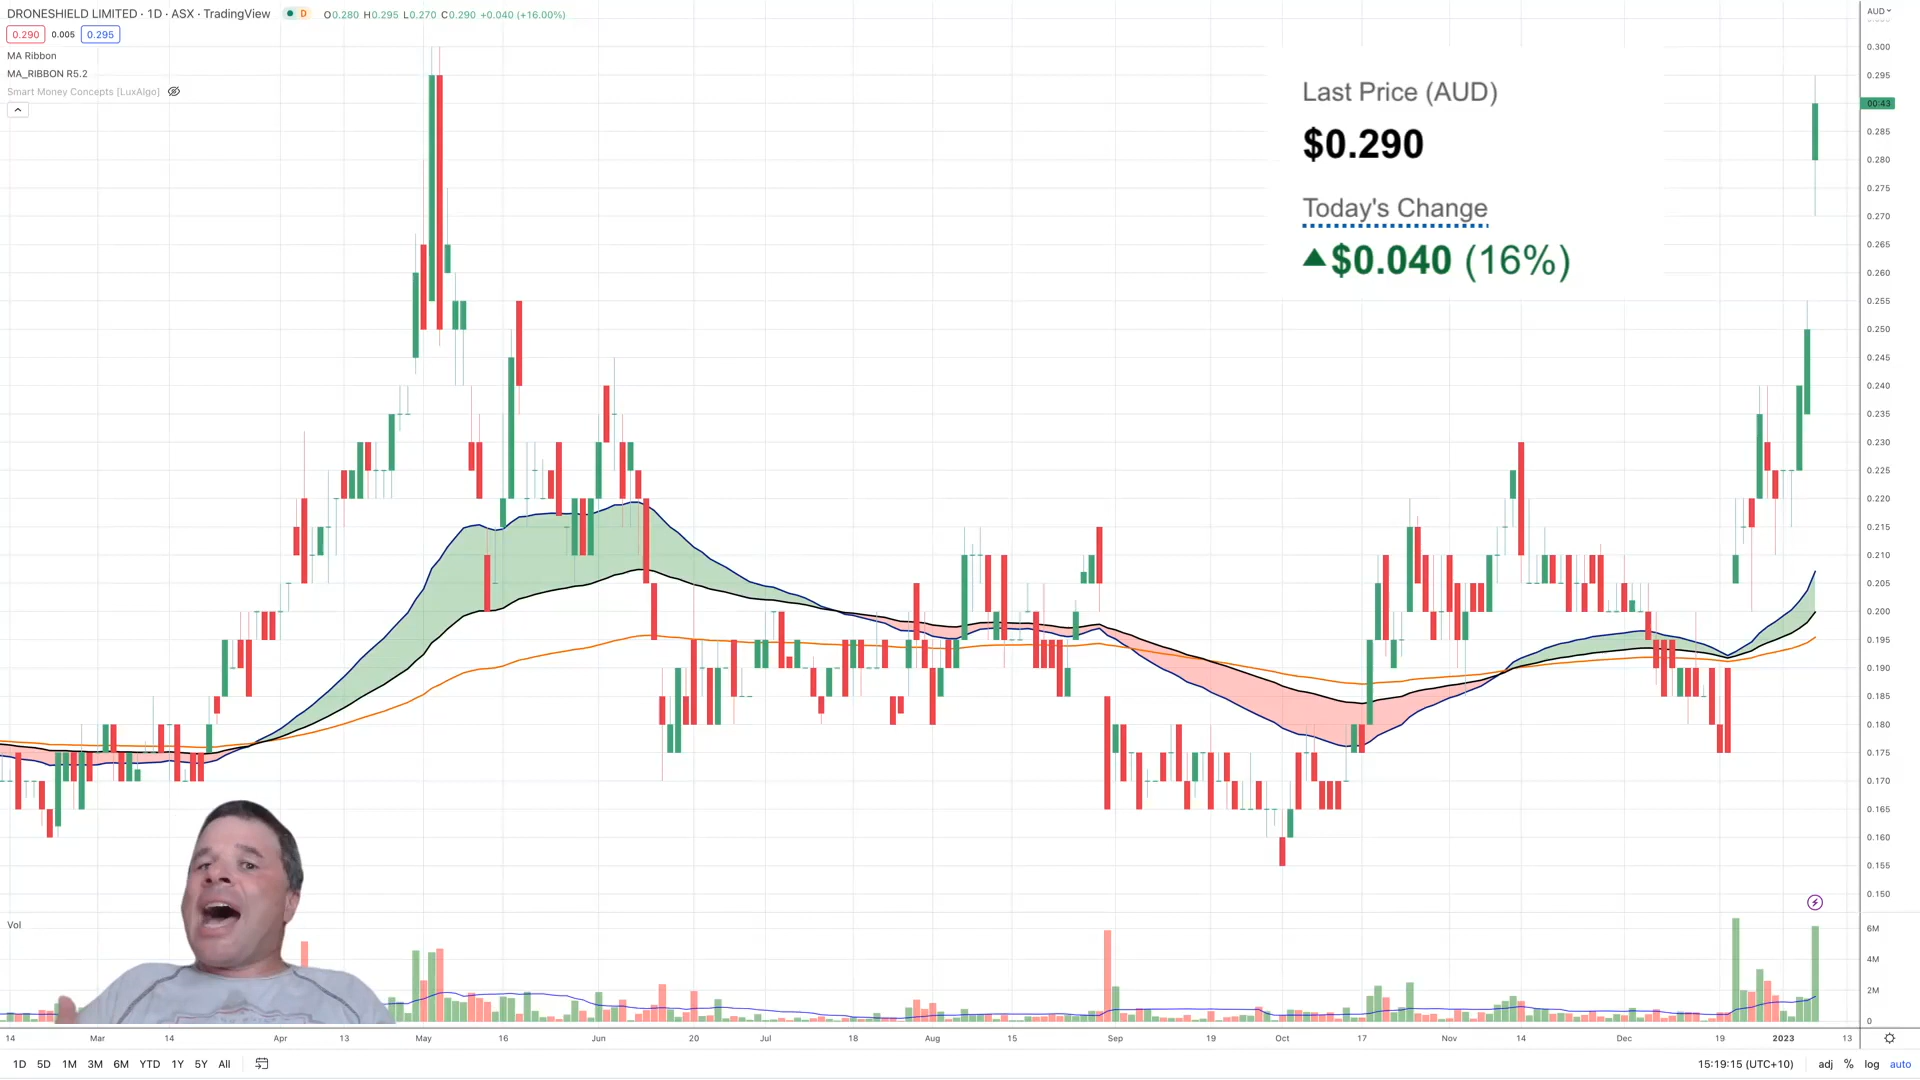 DRONESHIELD LIMITED · 1D · ASX · TradingView D O0.280 H0.295 L0.270 C0.290 +0.040 (+16.00%)
0.290 0.005 0.295
MA Ribbon
MA_RIBBON R5.2
Smart Money Concepts [LuxAlgo]
Last Price (AUD)
$0.290
Today's Change
▲$0.040 (16%)
AUD
0.300
0.295
00:43
0.285
0.280
0.275
0.270
0.265
0.260
0.255
0.250
0.245
0.240
0.235
0.230
0.225
0.220
0.215
0.210
0.205
0.200
0.195
0.190
0.185
0.180
0.175
0.170
0.165
0.160
0.155
0.150
Vol
6M
4M
2M
0
14 Mar 14 Apr 13 May 16 Jun 20 Jul 18 Aug 15 Sep 19 Oct 17 Nov 14 Dec 19 2023 13
1D 5D 1M 3M 6M YTD 1Y 5Y All 15:19:15 (UTC+10) adj % log auto